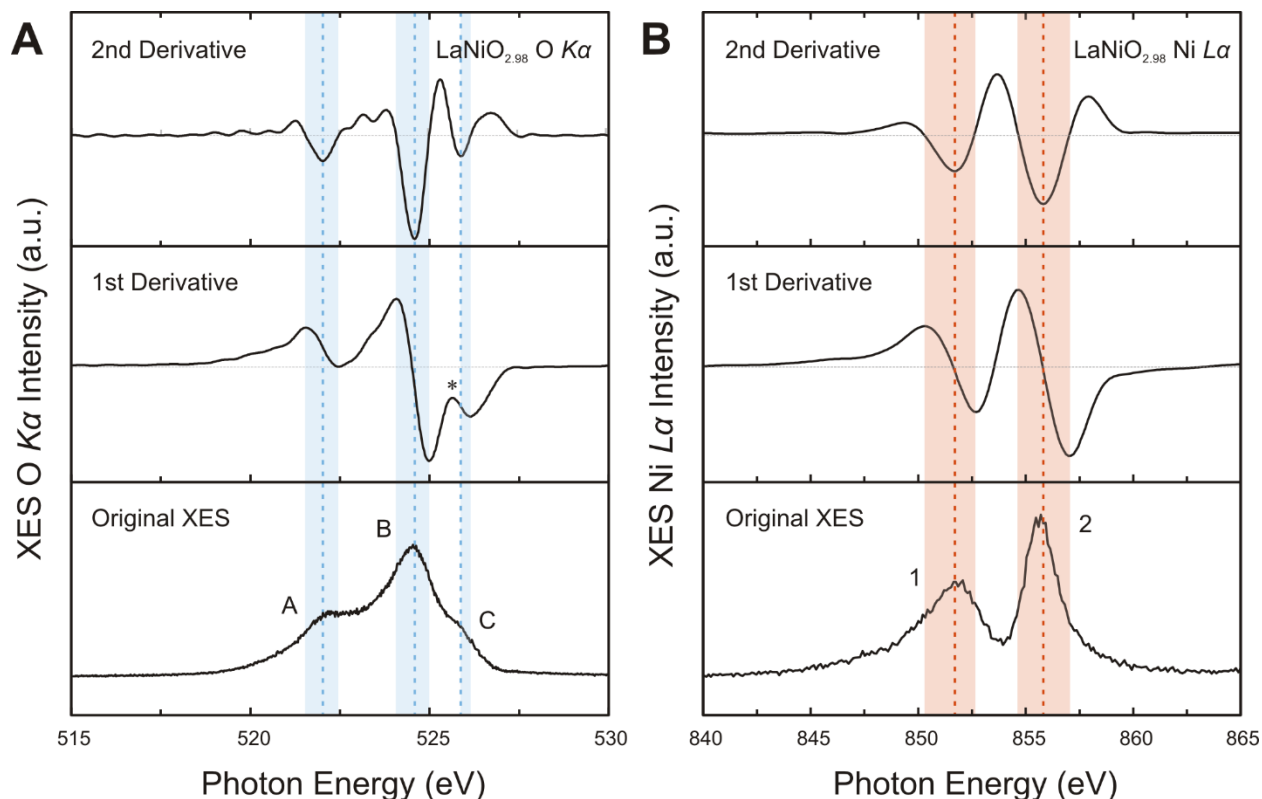 A
2nd Derivative
LaNiO2.98 O Kα
1st Derivative
*
Original XES
A
B
C
XES O Kα Intensity (a.u.)
515
520
525
530
Photon Energy (eV)
B
2nd Derivative
LaNiO2.98 Ni Lα
1st Derivative
Original XES
1
2
XES Ni Lα Intensity (a.u.)
840
850
855
860
865
Photon Energy (eV)